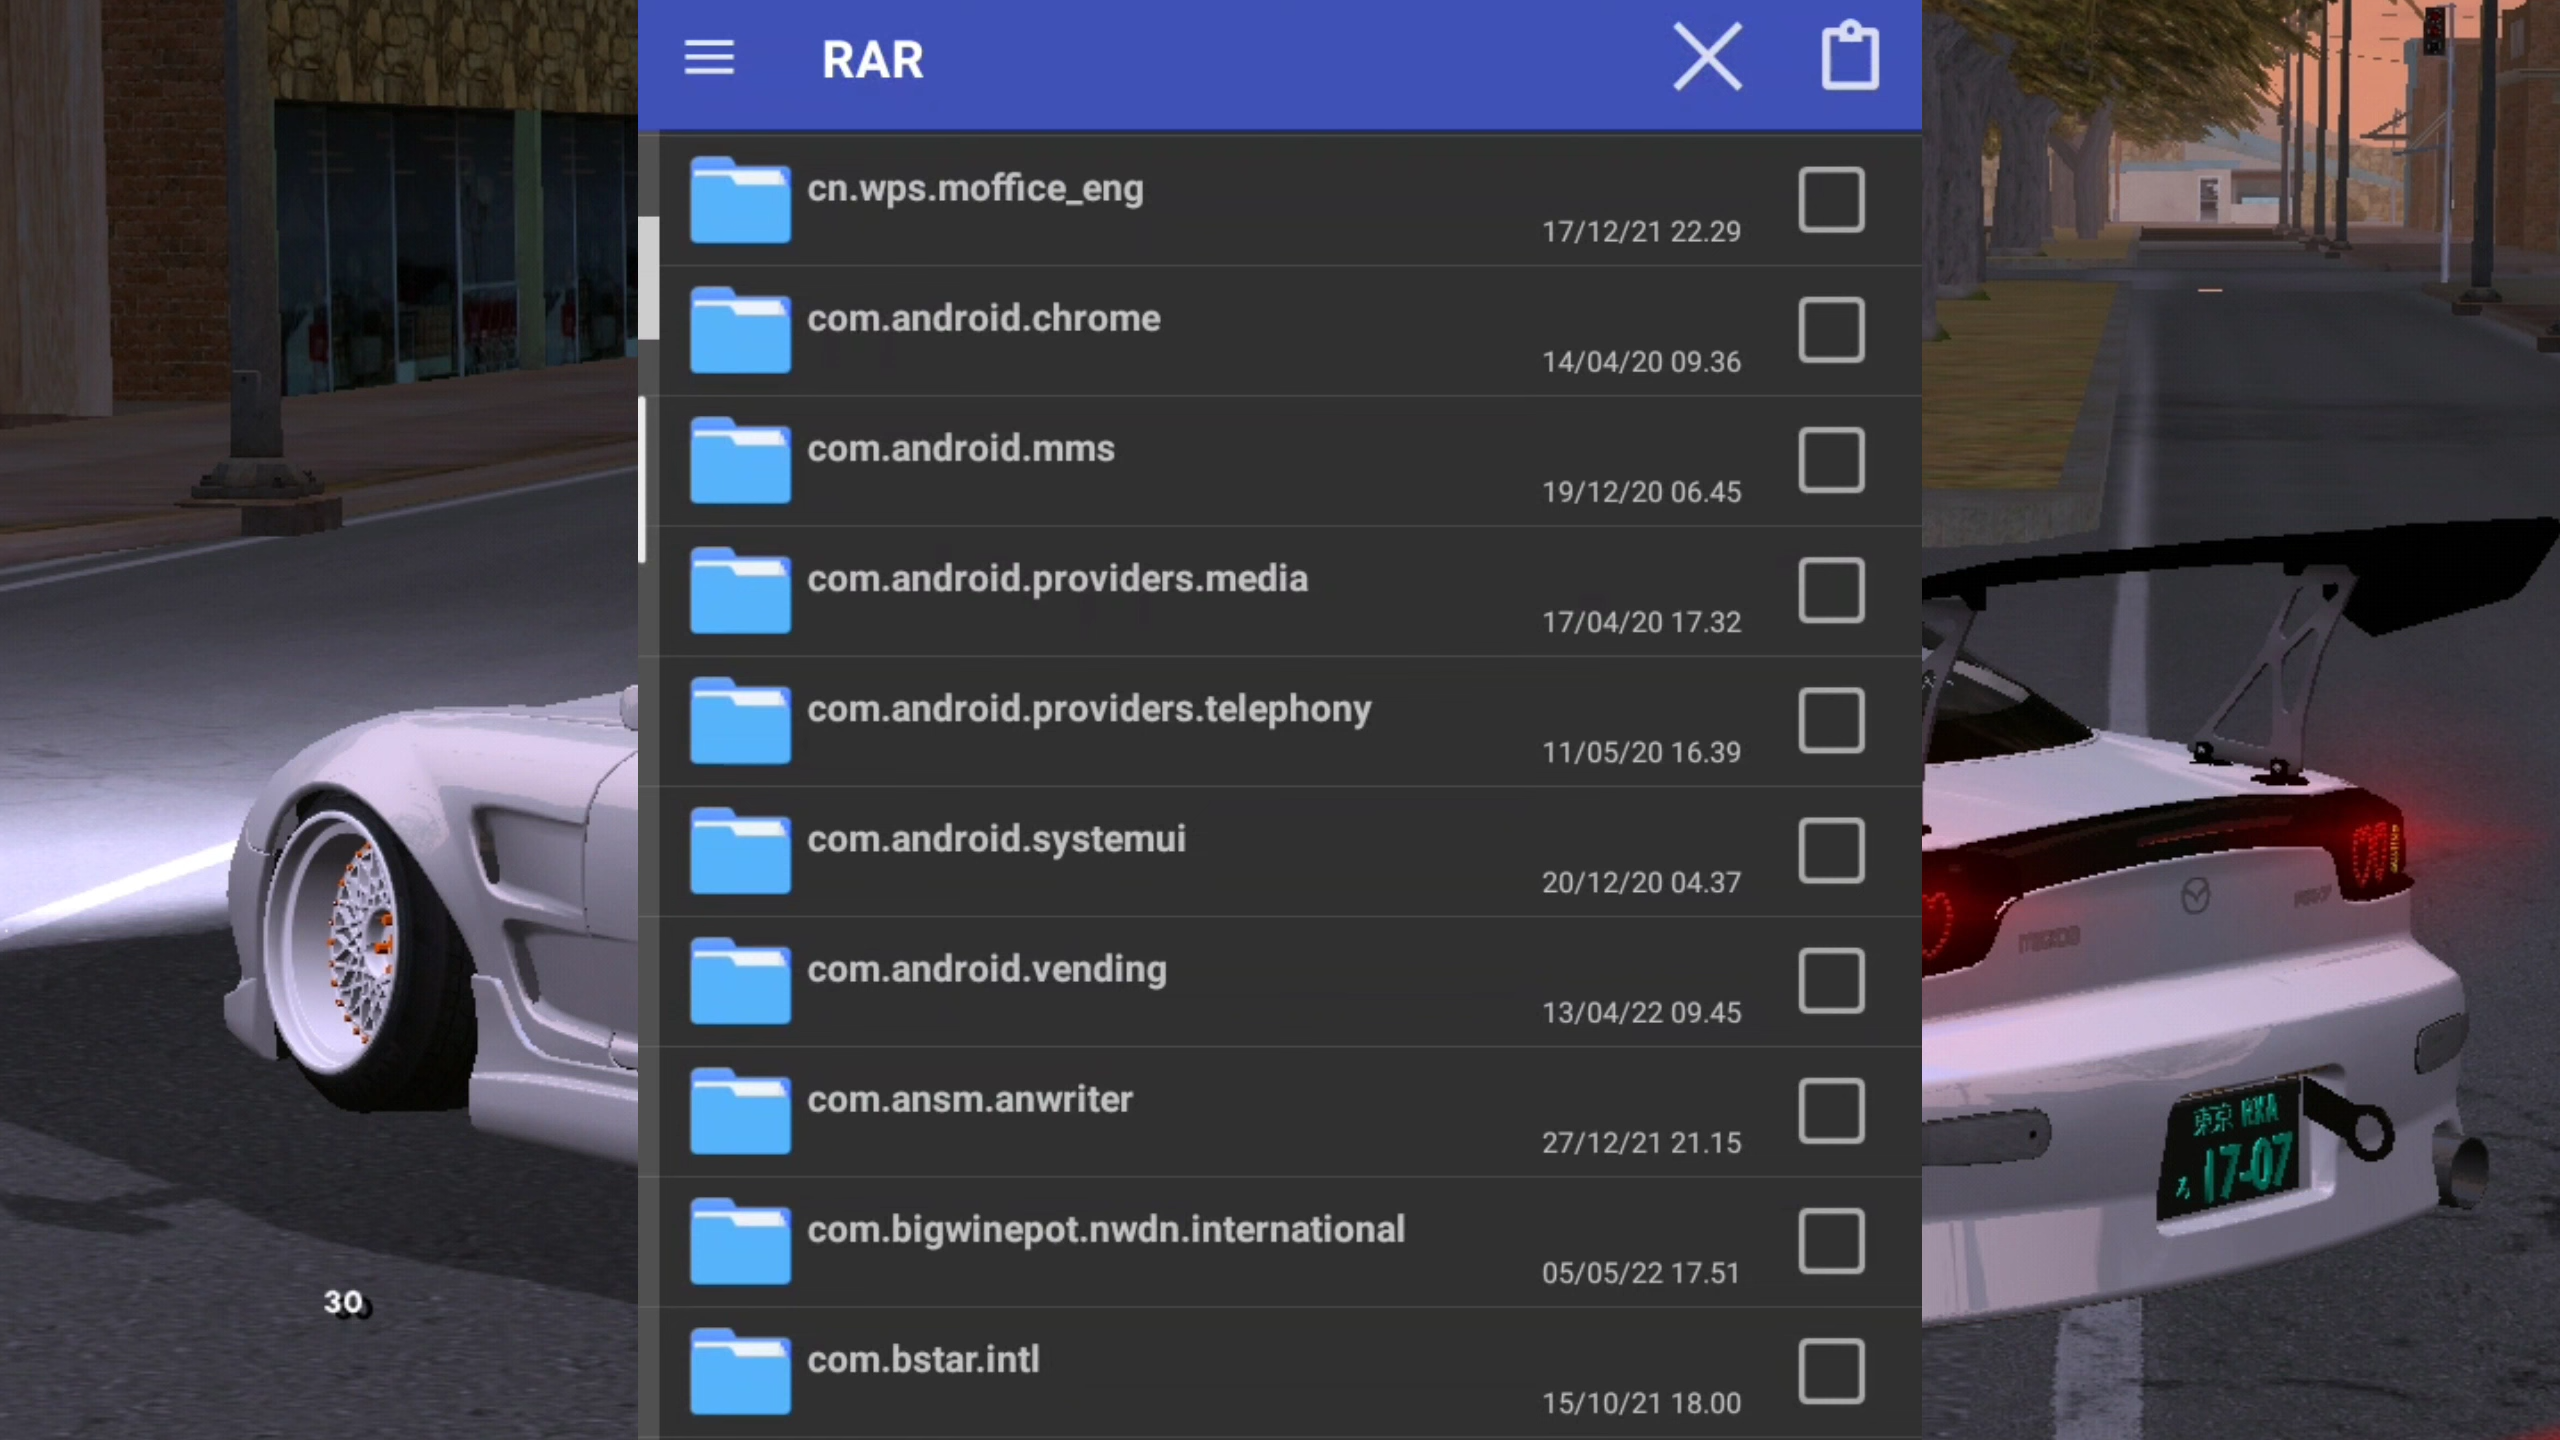 RAR
cn.wps.moffice_eng
17/12/21 22.29
com.android.chrome
14/04/20 09.36
com.android.mms
19/12/20 06.45
com.android.providers.media
17/04/20 17.32
com.android.providers.telephony
11/05/20 16.39
com.android.systemui
20/12/20 04.37
com.android.vending
13/04/22 09.45
com.ansm.anwriter
27/12/21 21.15
com.bigwinepot.nwdn.international
05/05/22 17.51
com.bstar.intl
15/10/21 18.00
30
東京
17-07